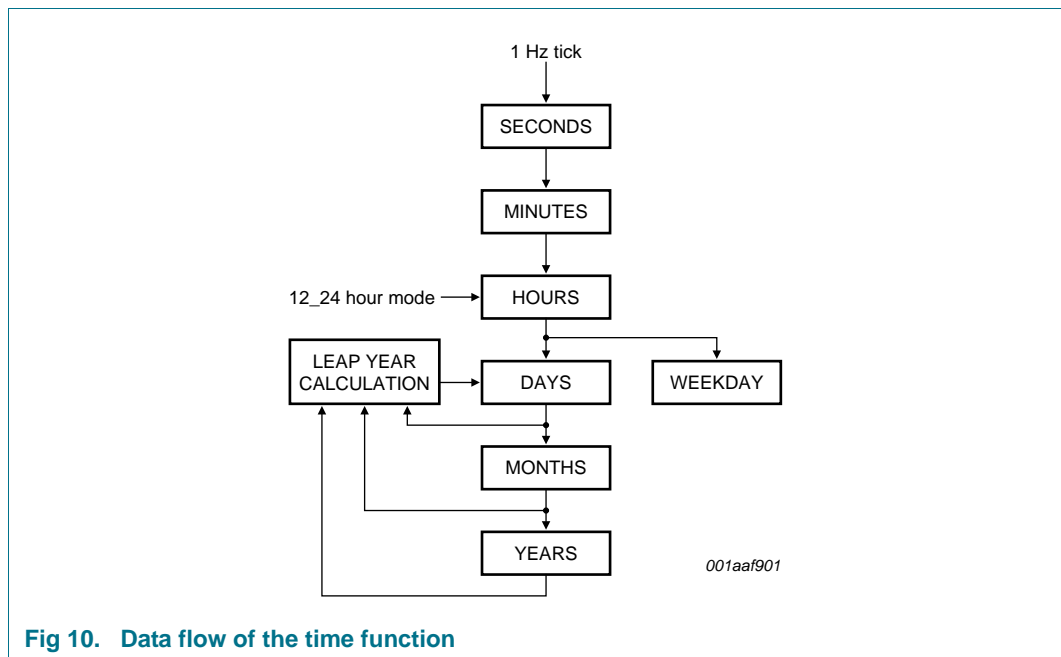 1 Hz tick
SECONDS
MINUTES
12_24 hour mode
HOURS
LEAP YEAR
CALCULATION
DAYS
WEEKDAY
MONTHS
YEARS
001aaf901
Fig 10. Data flow of the time function